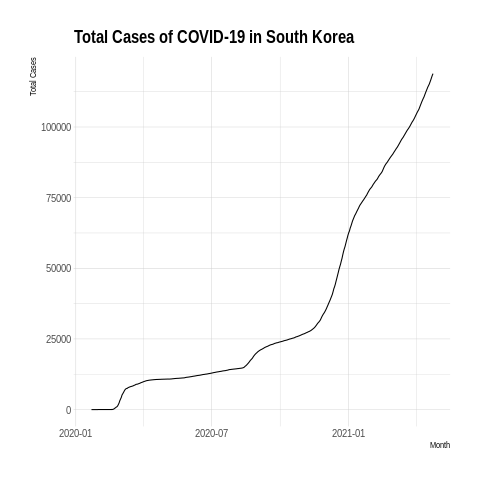 Total Cases of COVID-19 in South Korea
Total Cases
100000
75000
50000
25000
0
2020-01 2020-07 2021-01
Month